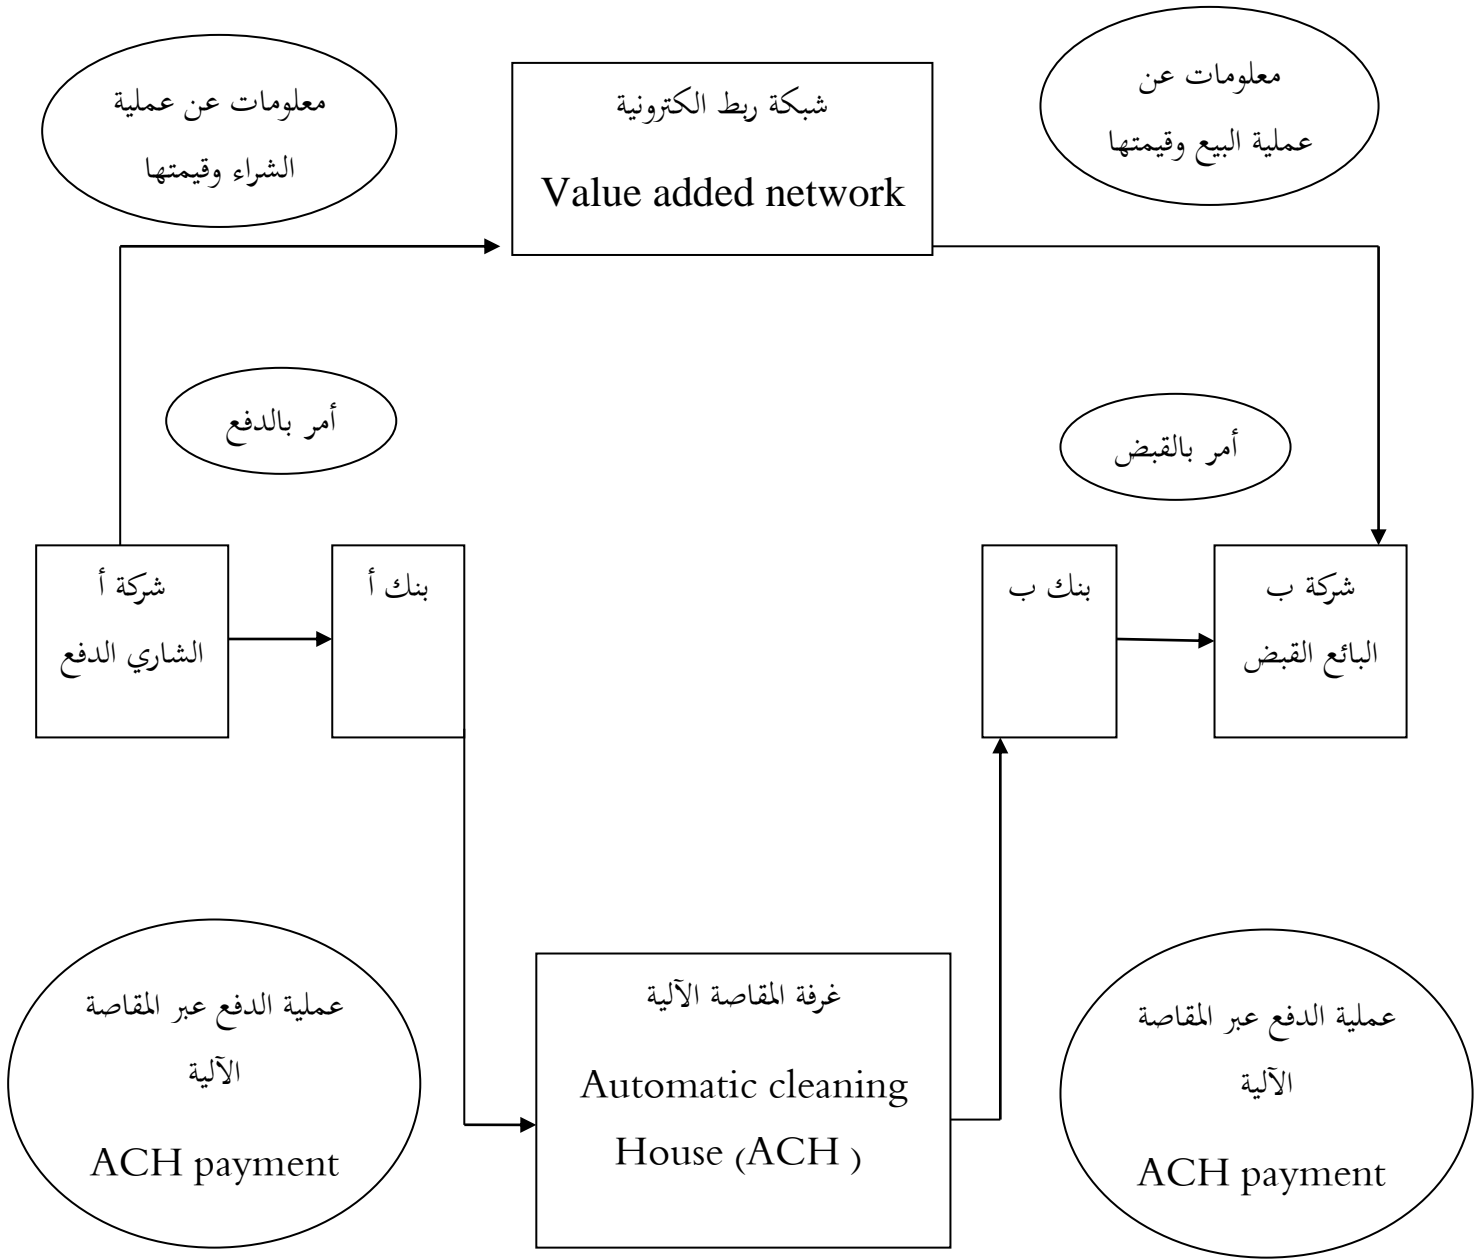 معلومات عن
عملية البيع وقيمتها
شبكة ربط الكترونية
Value added network
معلومات عن عملية
الشراء وقيمتها
أمر بالقبض
أمر بالدفع
شركة ب
البائع القبض
بنك ب
بنك أ
شركة أ
الشاري الدفع
عملية الدفع عبر المقاصة
الآلية
ACH payment
غرفة المقاصة الآلية
Automatic cleaning
House (ACH )
عملية الدفع عبر المقاصة
الآلية
ACH payment